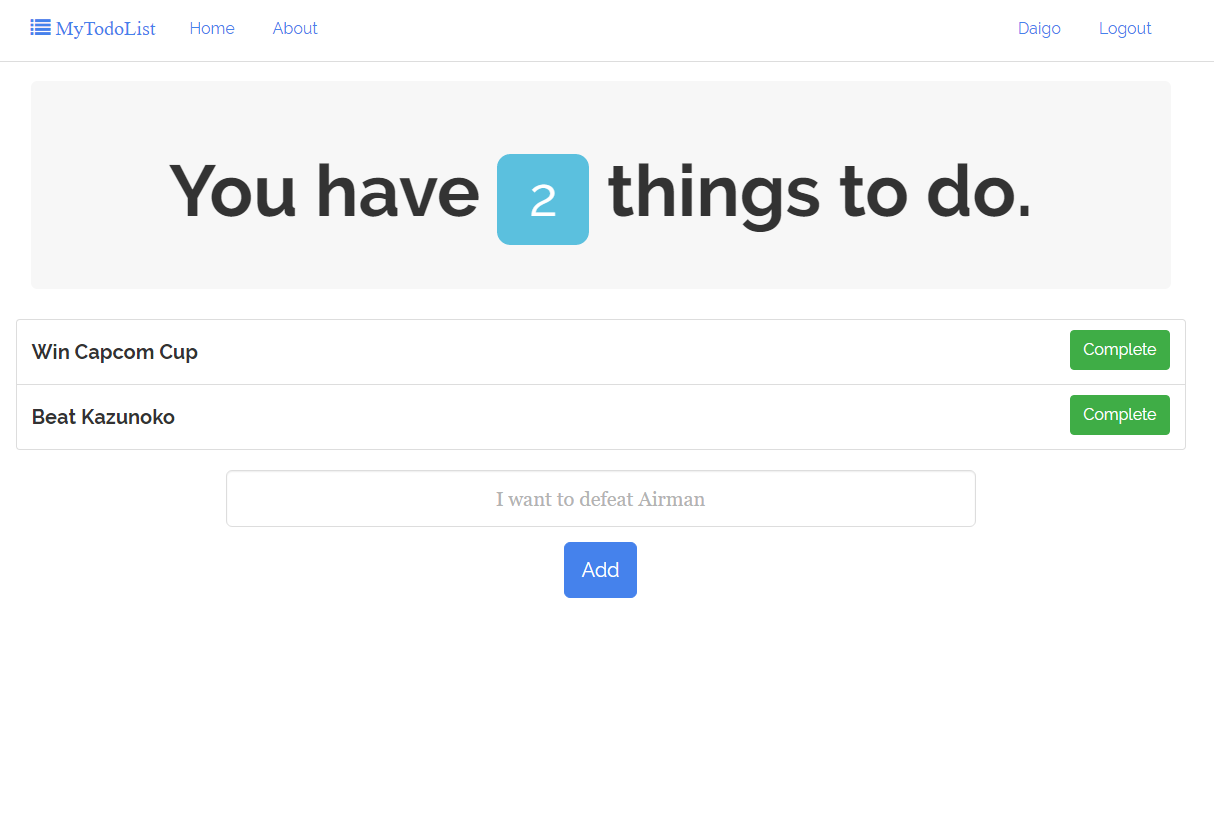 MyTodoList Home About Daigo Logout
You have 2 things to do.
Win Capcom Cup Complete
Beat Kazunoko Complete
I want to defeat Airman
Add